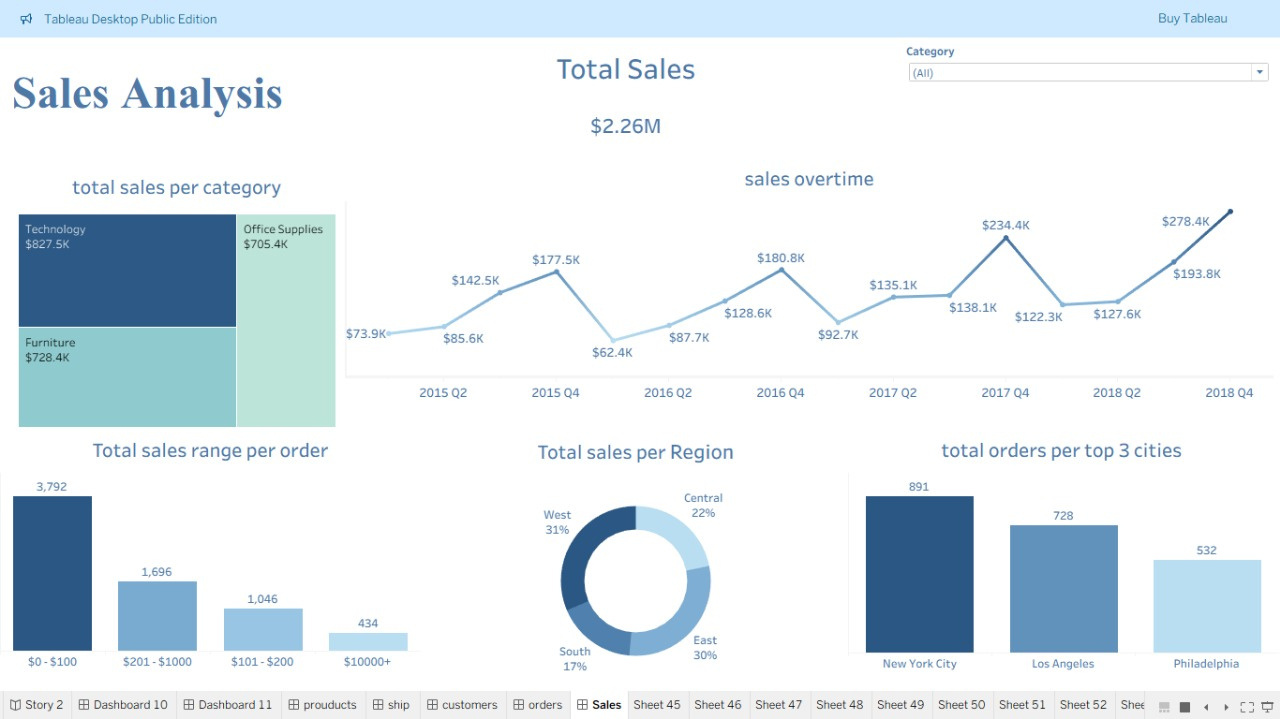 Tableau Desktop Public Edition
Buy Tableau
Sales Analysis
Total Sales
$2.26M
Category
(All)
total sales per category
Technology
$827.5K
Office Supplies
$705.4K
Furniture
$728.4K
sales overtime
$73.9K
$85.6K
$142.5K
$177.5K
$62.4K
$87.7K
$128.6K
$180.8K
$92.7K
$135.1K
$138.1K
$234.4K
$122.3K
$127.6K
$193.8K
$278.4K
2015 Q2
2015 Q4
2016 Q2
2016 Q4
2017 Q2
2017 Q4
2018 Q2
2018 Q4
Total sales range per order
3,792
1,696
1,046
434
$0 - $100
$201 - $1000
$101 - $200
$10000+
Total sales per Region
Central
22%
West
31%
East
30%
South
17%
total orders per top 3 cities
891
728
532
New York City
Los Angeles
Philadelphia
Story 2
Dashboard 10
Dashboard 11
prouducts
ship
customers
orders
Sales
Sheet 45
Sheet 46
Sheet 47
Sheet 48
Sheet 49
Sheet 50
Sheet 51
Sheet 52
Shee